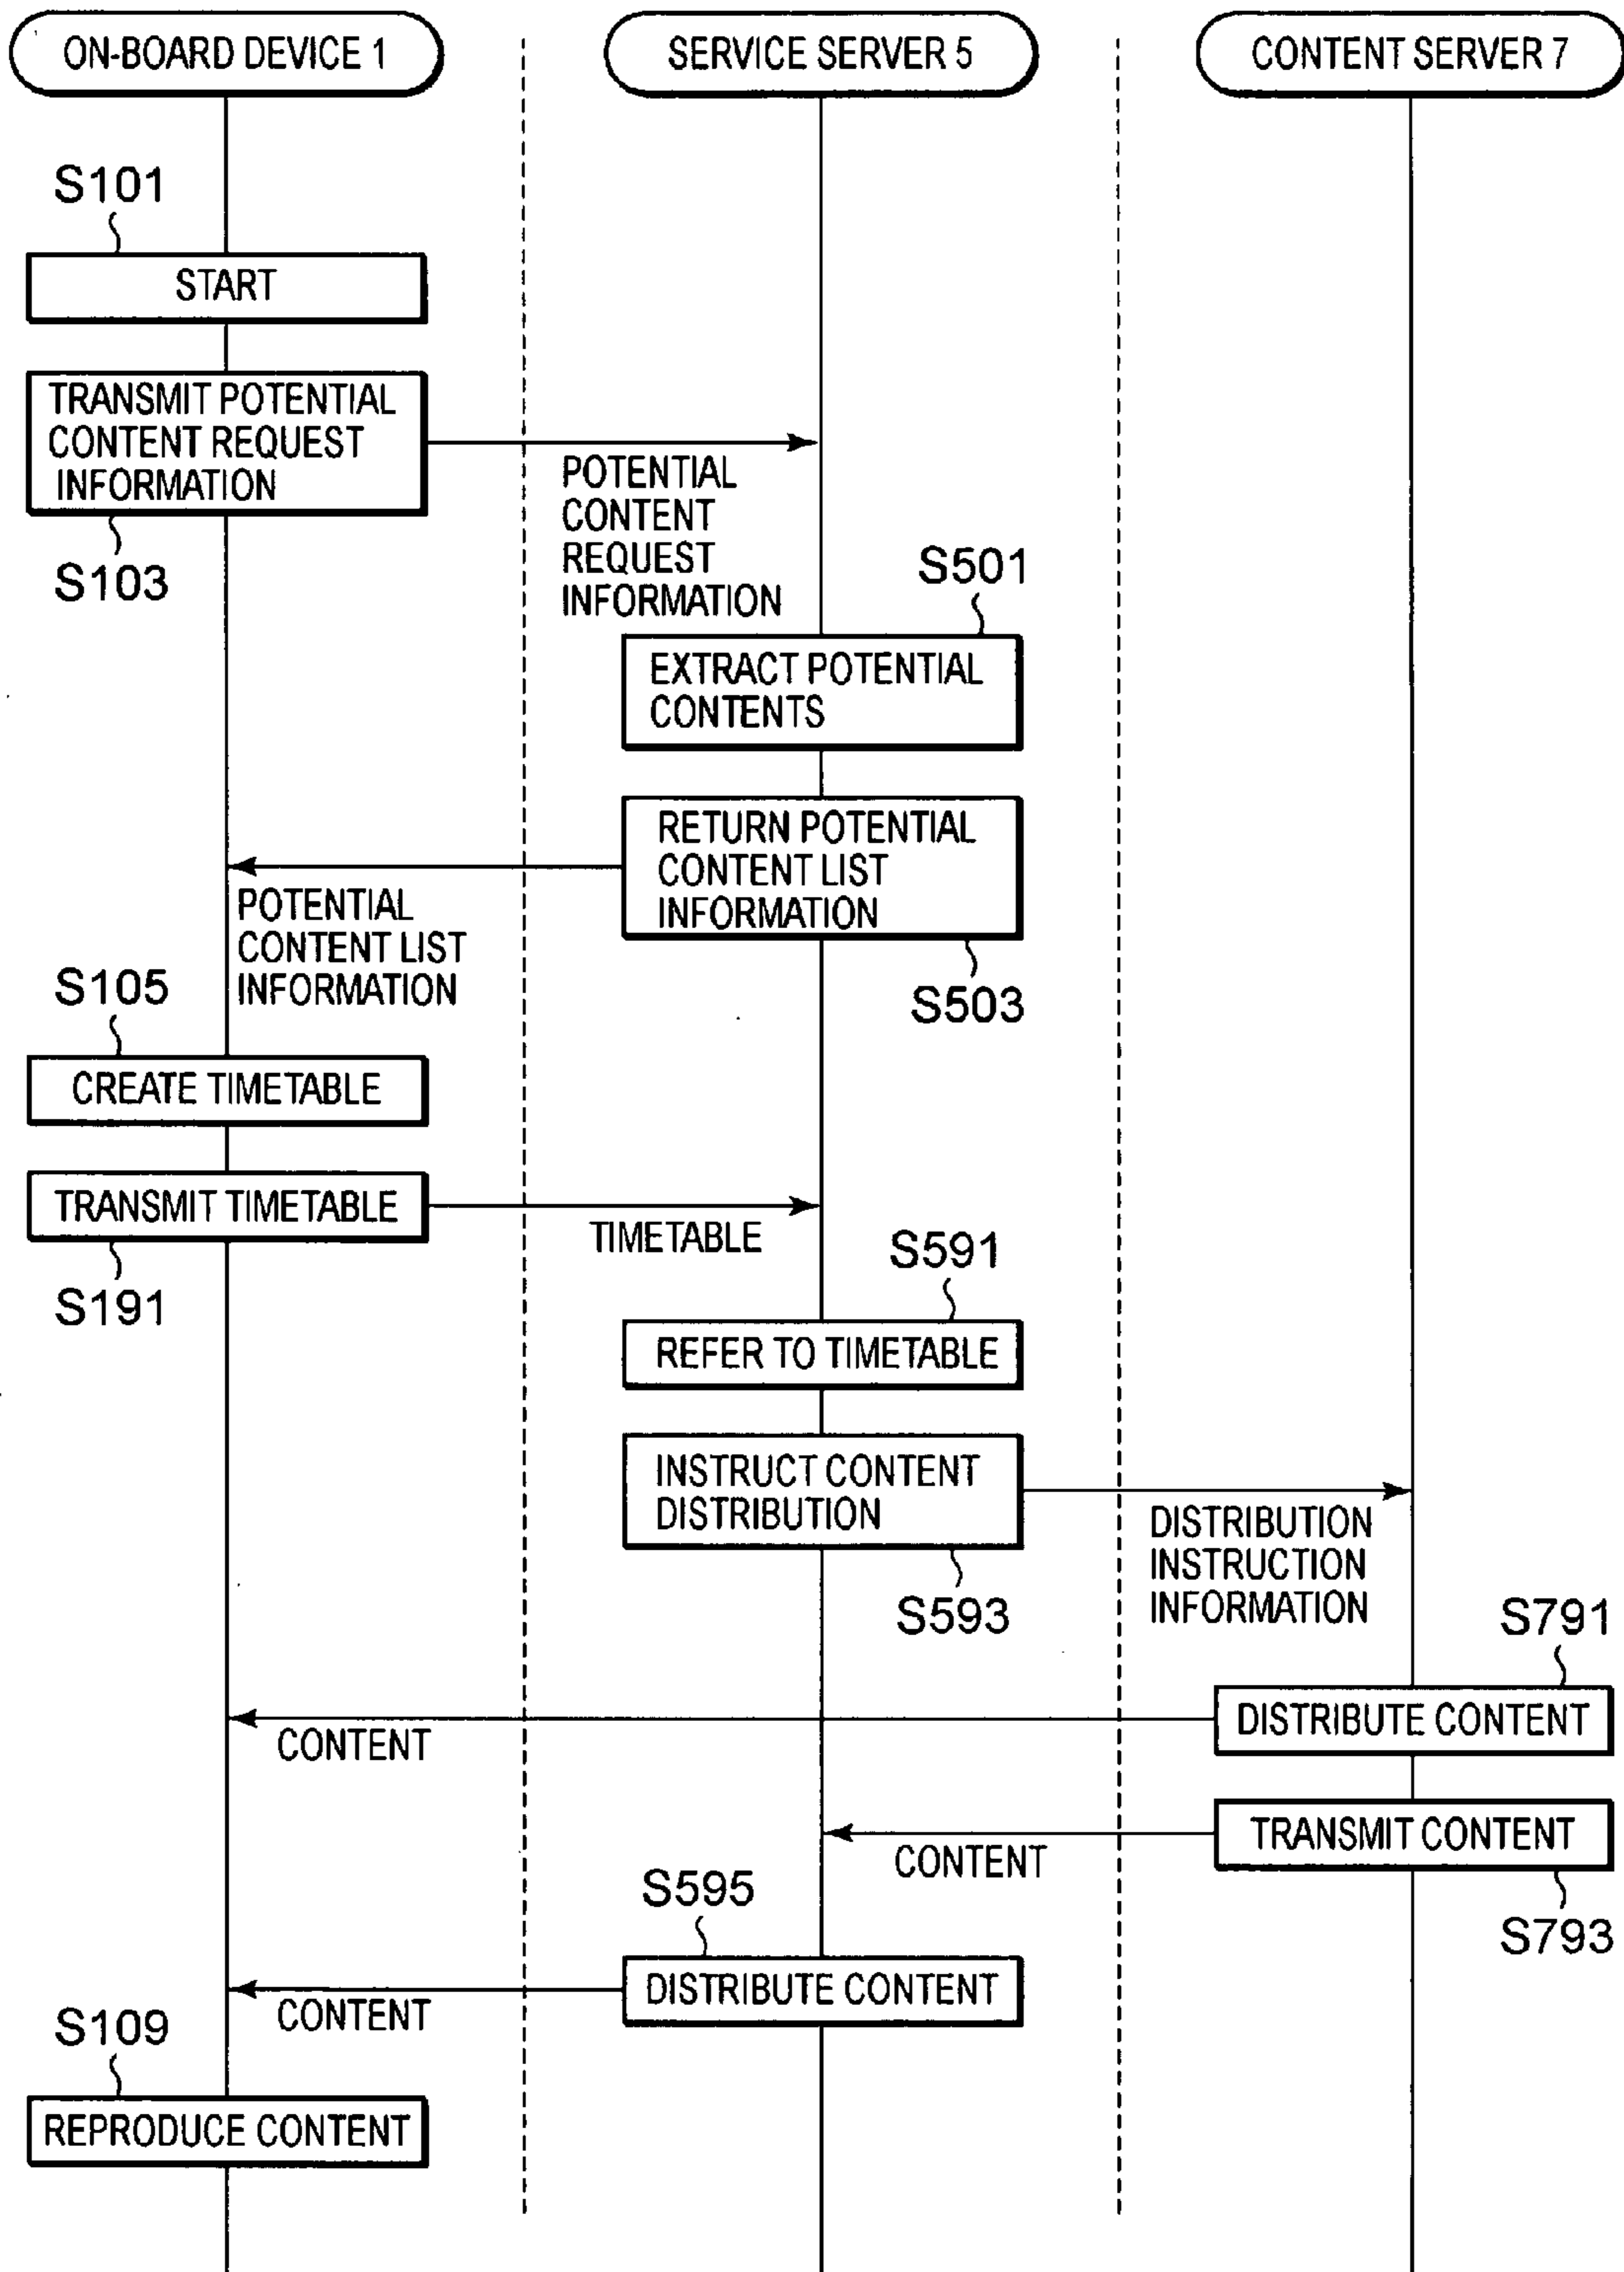 ON-BOARD DEVICE 1
SERVICE SERVER 5
CONTENT SERVER 7
S101
START
TRANSMIT POTENTIAL
CONTENT REQUEST
INFORMATION
S103
POTENTIAL
CONTENT
REQUEST
INFORMATION
S501
EXTRACT POTENTIAL
CONTENTS
RETURN POTENTIAL
CONTENT LIST
INFORMATION
S503
POTENTIAL
CONTENT LIST
INFORMATION
S105
CREATE TIMETABLE
TRANSMIT TIMETABLE
S191
TIMETABLE
S591
REFER TO TIMETABLE
INSTRUCT CONTENT
DISTRIBUTION
S593
DISTRIBUTION
INSTRUCTION
INFORMATION
S791
DISTRIBUTE CONTENT
CONTENT
TRANSMIT CONTENT
S793
CONTENT
S595
DISTRIBUTE CONTENT
CONTENT
S109
REPRODUCE CONTENT